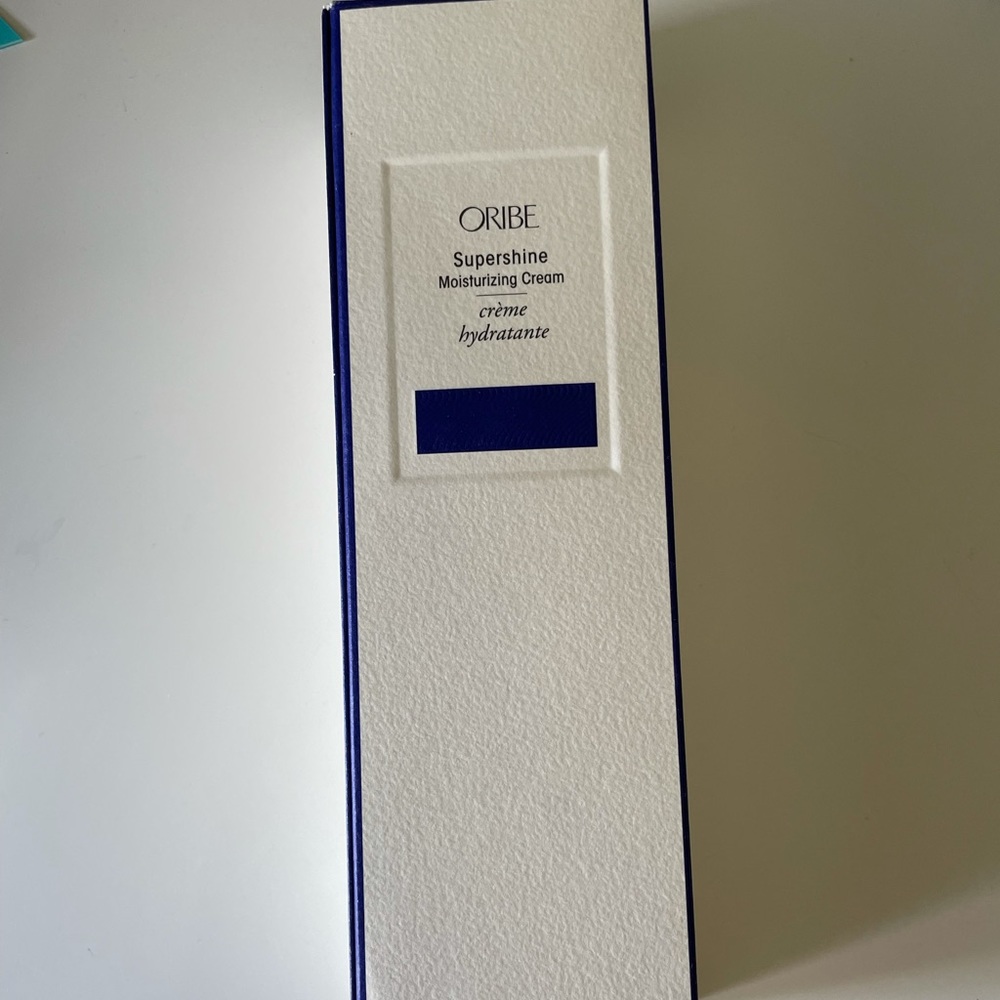 ORIBE
Supershine
Moisturizing Cream
crème
hydratante